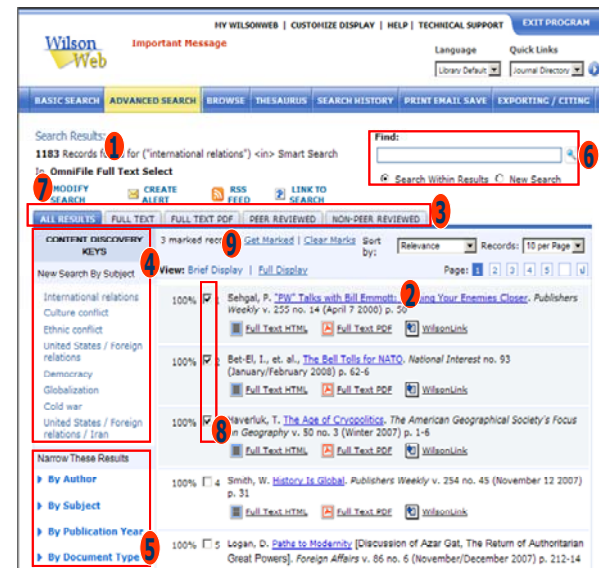 MY WILSONWEB | CUSTOMIZE DISPLAY | HELP | TECHNICAL SUPPORT EXIT PROGRAM
Wilson
Web
Important Message
Language Quick Links
Library Default Journal Directory
BASIC SEARCH ADVANCED SEARCH BROWSE THESAURUS SEARCH HISTORY PRINT EMAIL SAVE EXPORTING / CITING
Search Results:
1
1183 Records for ("international relations") <in> Smart Search
In OmniFile Full Text Select
Find:
6
Search Within Results New Search
7
MODIFY SEARCH
CREATE ALERT
RSS FEED
LINK TO SEARCH
ALL RESULTS FULL TEXT FULL TEXT PDF PEER REVIEWED NON-PEER REVIEWED
3
CONTENT DISCOVERY
KEYS
4
New Search By Subject
International relations
Culture conflict
Ethnic conflict
United States / Foreign
relations
Democracy
Globalization
Cold war
United States / Foreign
relations / Iran
Narrow These Results
By Author
By Subject
By Publication Year
By Document Type
5
3 marked 9 Get Marked | Clear Marks Sort by: Relevance Records: 10 per Page
View: Brief Display | Full Display Page: 1 2 3 4 5
2
100% 1 Sehgal, P. "PW" Talks with Bill Emmott: Your Enemies Closer. Publishers
Weekly v. 255 no. 14 (April 7 2008) p.
Full Text HTML Full Text PDF WilsonLink
100% 2 Bet-El, I., et. al., The Bell Tolls for NATO. National Interest no. 93
(January/February 2008) p. 62-6
Full Text HTML Full Text PDF WilsonLink
100% Haverluk, T. The Age of Cryopolitics. The American Geographical Society's Focus
8
on Geography v. 50 no. 3 (Winter 2007) p. 1-6
Full Text HTML Full Text PDF WilsonLink
100% 4 Smith, W. History Is Global. Publishers Weekly v. 254 no. 45 (November 12 2007)
p. 31
Full Text HTML Full Text PDF WilsonLink
100% 5 Logan, D. Paths to Modernity [Discussion of Azar Gat, The Return of Authoritarian
Great Powers]. Foreign Affairs v. 86 no. 6 (November/December 2007) p. 212-14